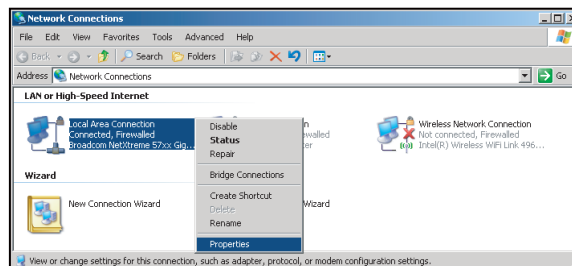 Network Connections
File Edit View Favorites Tools Advanced Help
Back Search Folders
Address Network Connections Go
LAN or High-Speed Internet
Local Area Connection
Connected, Firewalled
Broadcom NetXtreme 57xx Gig...
Disable
Status
Repair
Bridge Connections
Create Shortcut
Delete
Rename
Properties
Wireless Network Connection
Not connected, Firewalled
Intel(R) Wireless WiFi Link 496...
Wizard
New Connection Wizard
Wizard
View or change settings for this connection, such as adapter, protocol, or modem configuration settings.